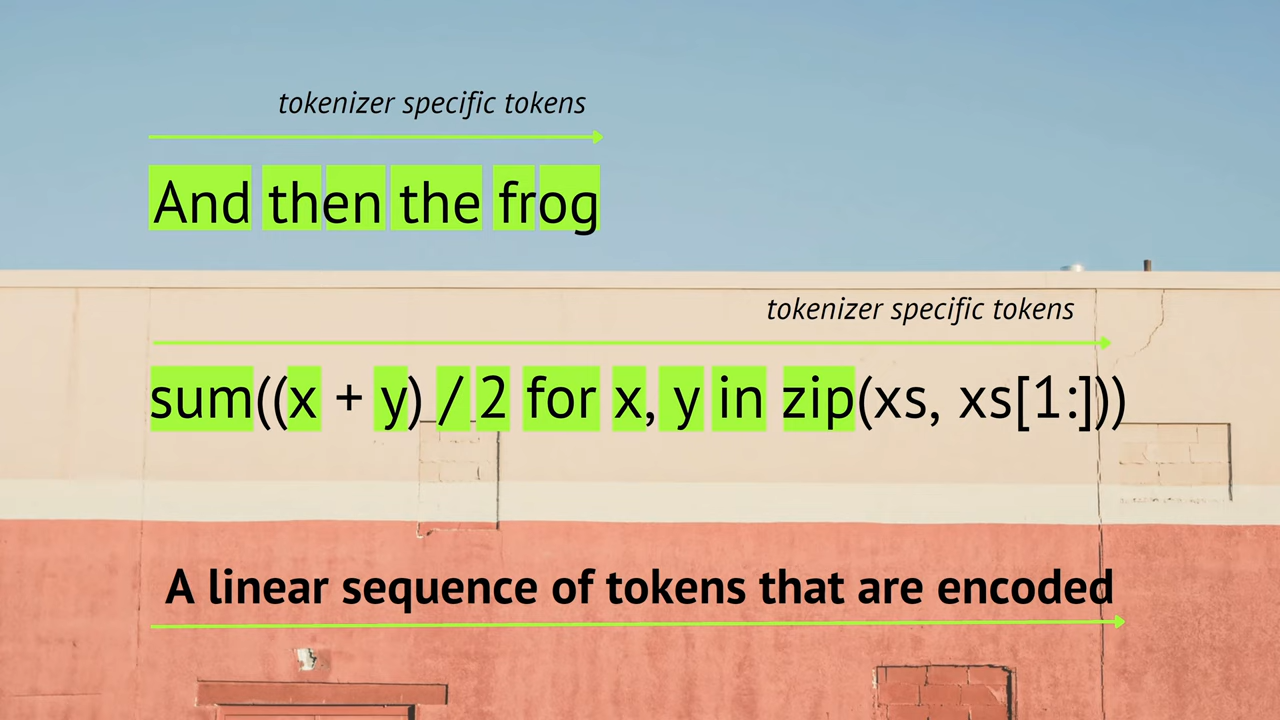 tokenizer specific tokens
And then the frog
tokenizer specific tokens
sum((x + y) / 2 for x, y in zip(xs, xs[1:]))
A linear sequence of tokens that are encoded